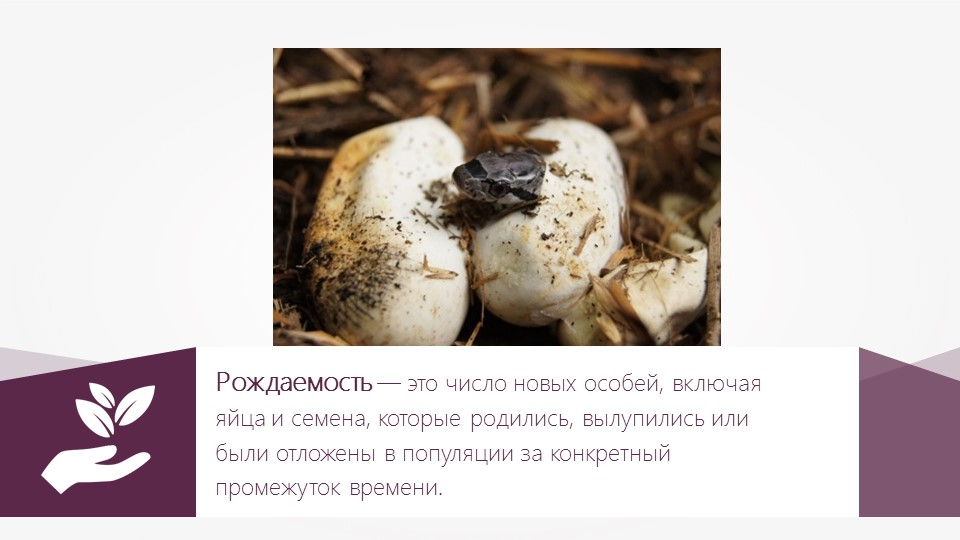 Рождаемость — это число новых особей, включая
яйца и семена, которые родились, вылупились или
были отложены в популяции за конкретный
промежуток времени.